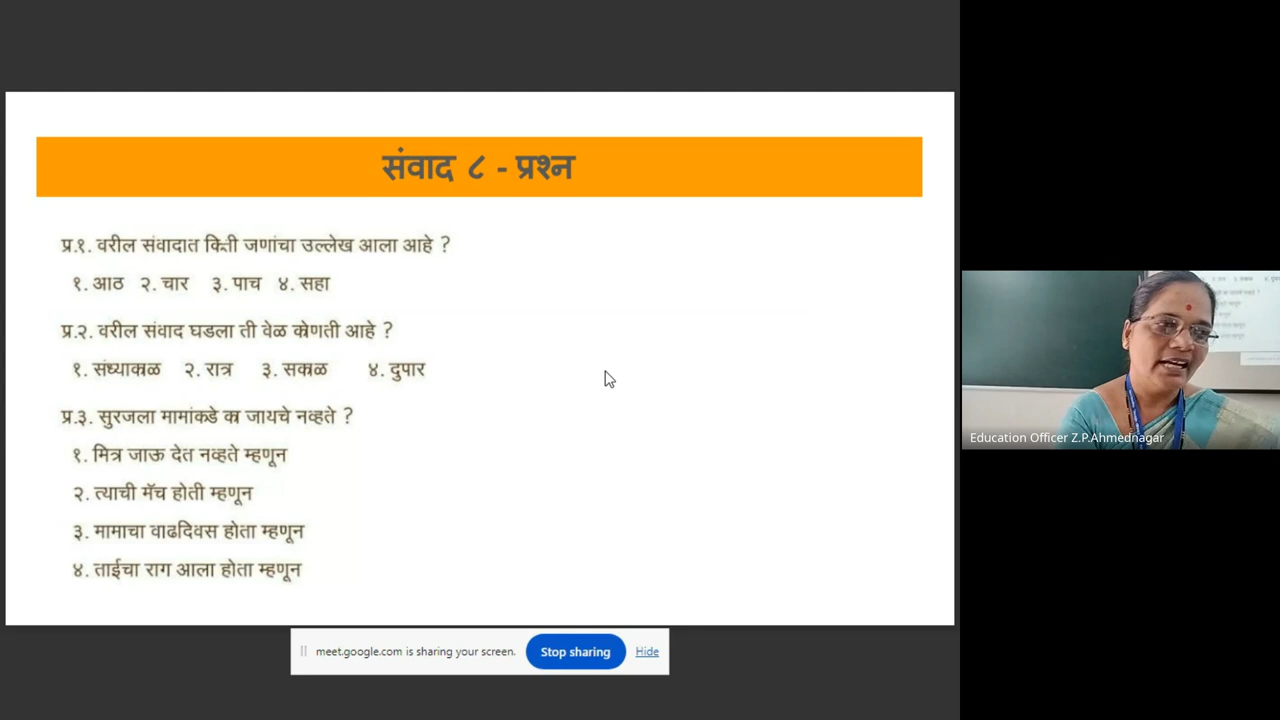 संवाद ८ - प्रश्न
प्र.१. वरील संवादात किती जणांचा उल्लेख आला आहे ?
१. आठ २. चार ३. पाच ४. सहा
प्र.२. वरील संवाद घडला ती वेळ कोणती आहे ?
१. संध्याकाळ २. रात्र ३. सकाळ ४. दुपार
प्र.३. सुरजला मामांकडे का जायचे नव्हते ?
१. मित्र जाऊ देत नव्हते म्हणून
२. त्याची मॅच होती म्हणून
३. मामाचा वाढदिवस होता म्हणून
४. ताईचा राग आला होता म्हणून
meet.google.com is sharing your screen. Stop sharing Hide
Education Officer Z.P.Ahmednagar